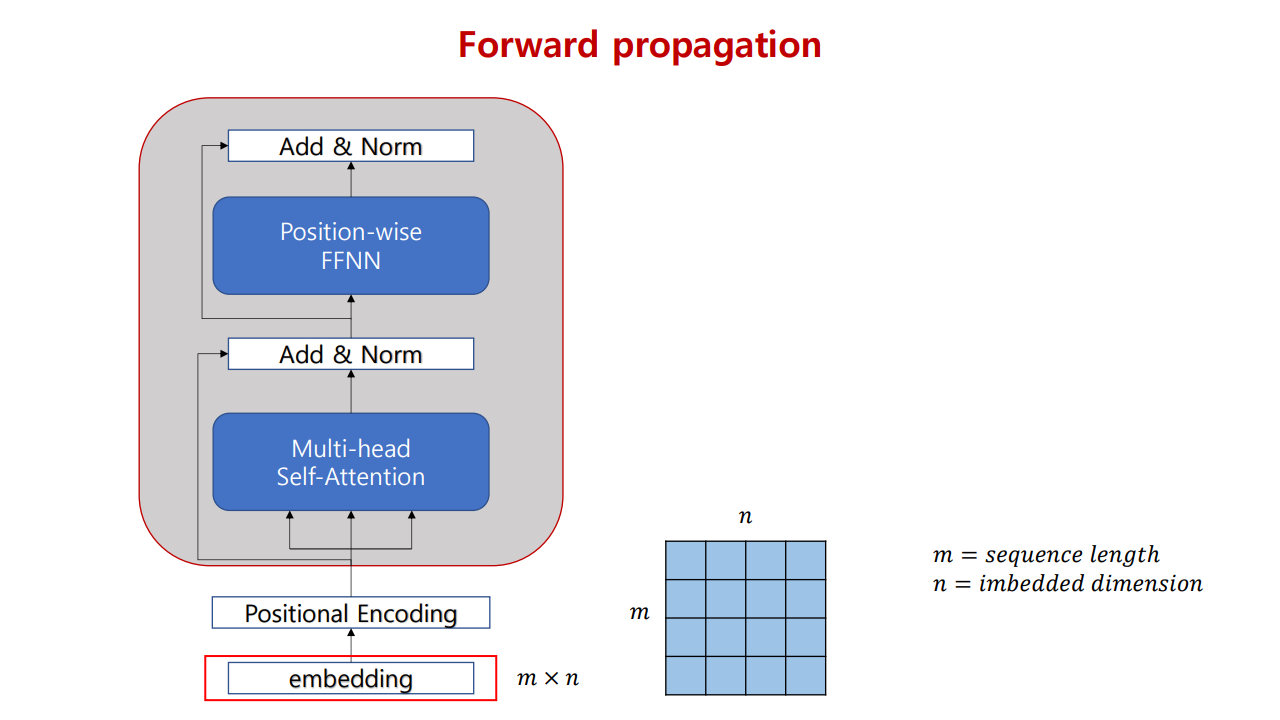 Forward propagation
Add & Norm
Position-wise
FFNN
Add & Norm
Multi-head
Self-Attention
Positional Encoding
embedding
m × n
n
m
m = sequence length
n = imbedded dimension